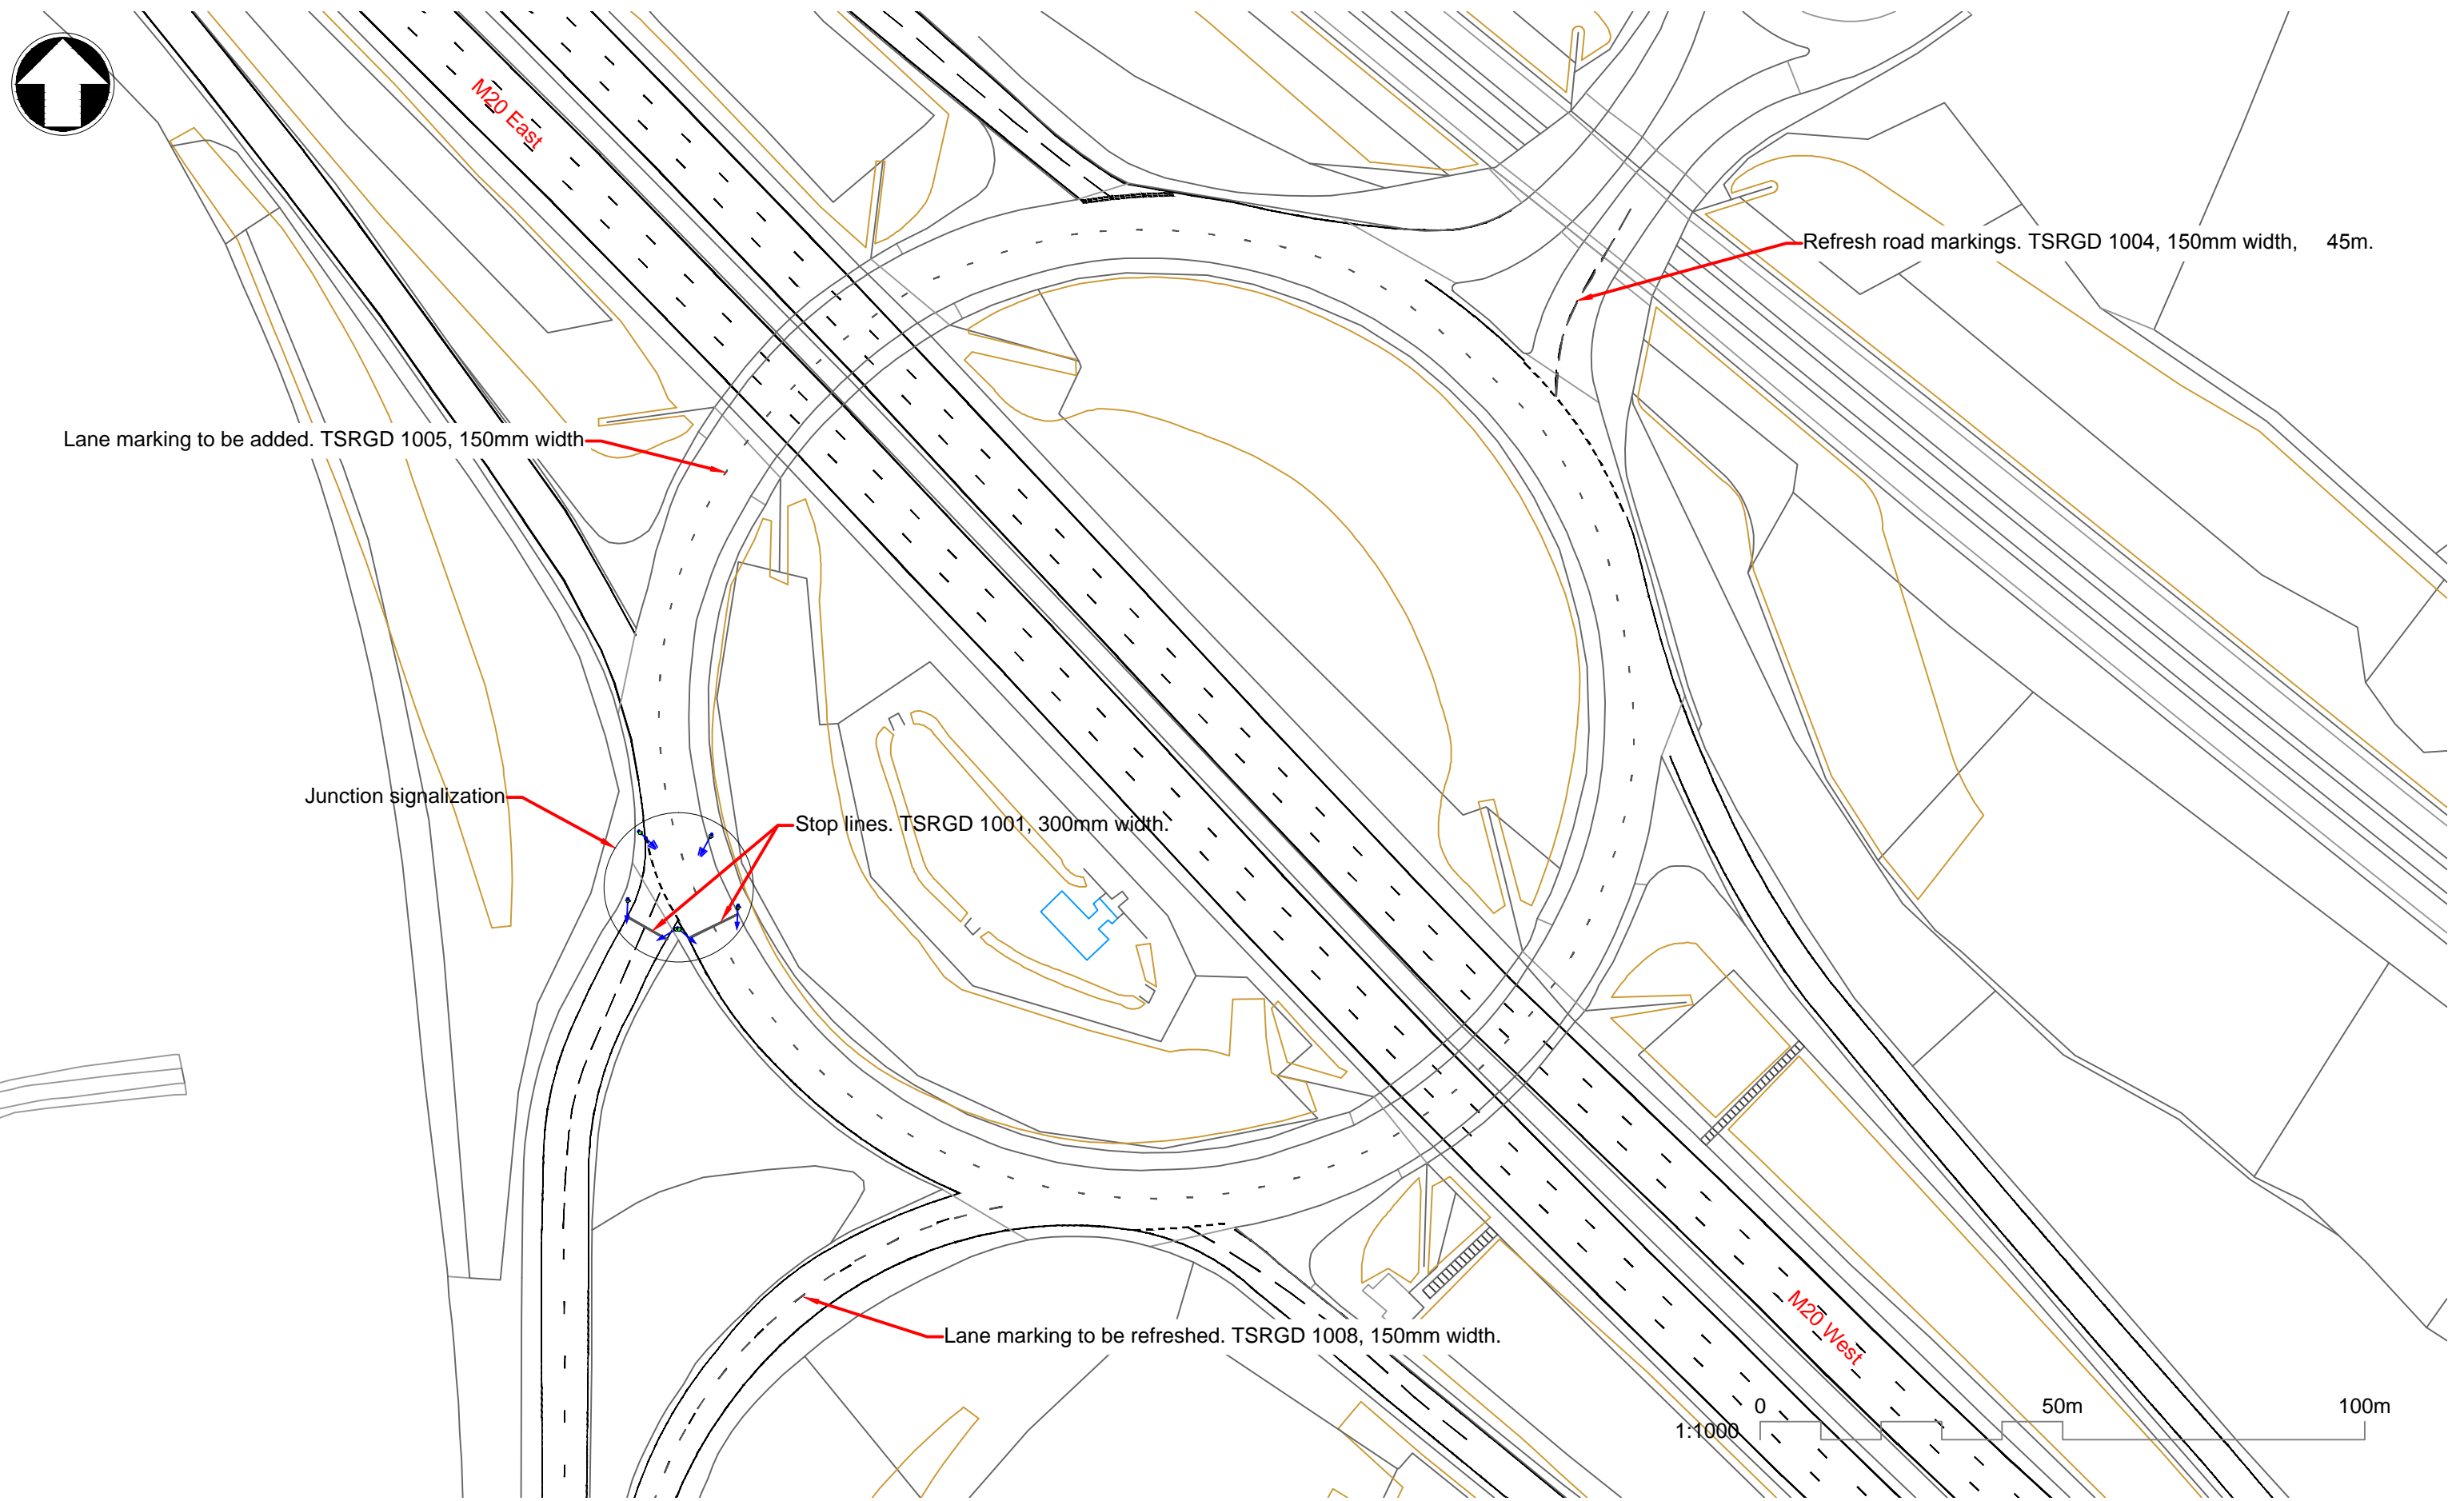 M20 East
Refresh road markings. TSRGD 1004, 150mm width, 45m.
Lane marking to be added. TSRGD 1005, 150mm width
Junction signalization
Stop lines. TSRGD 1001, 300mm width.
Lane marking to be refreshed. TSRGD 1008, 150mm width.
M20 West
0 50m 100m
1:1000